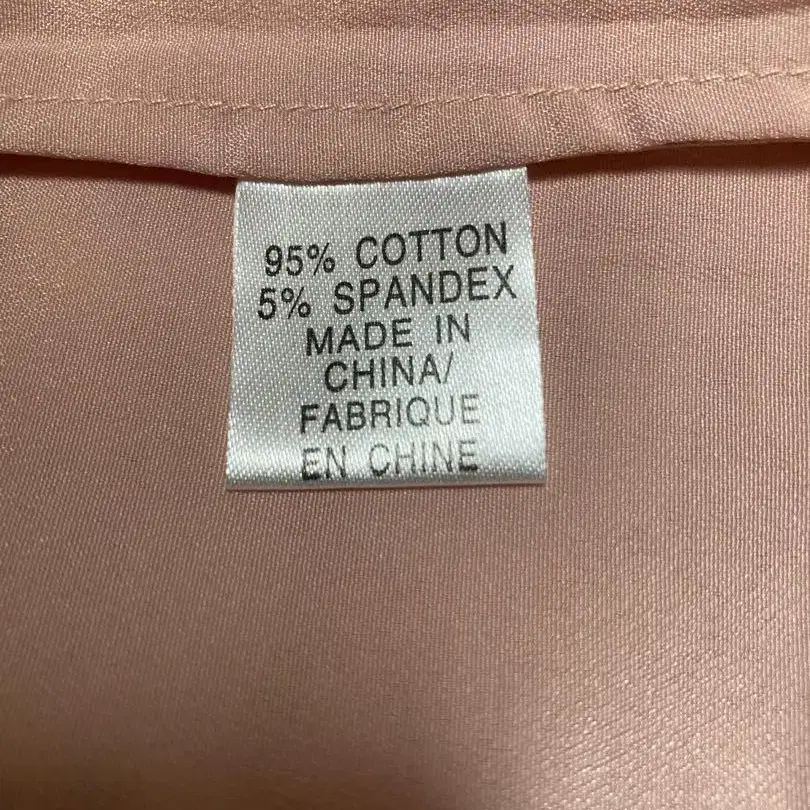 95% COTTON
5% SPANDEX
MADE IN
CHINA/
FABRIQUE
EN CHINE